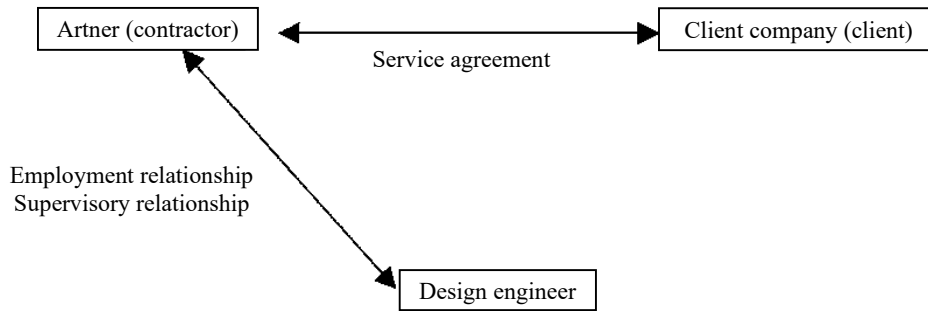 Artner (contractor)
Client company (client)
Service agreement
Employment relationship
Supervisory relationship
Design engineer